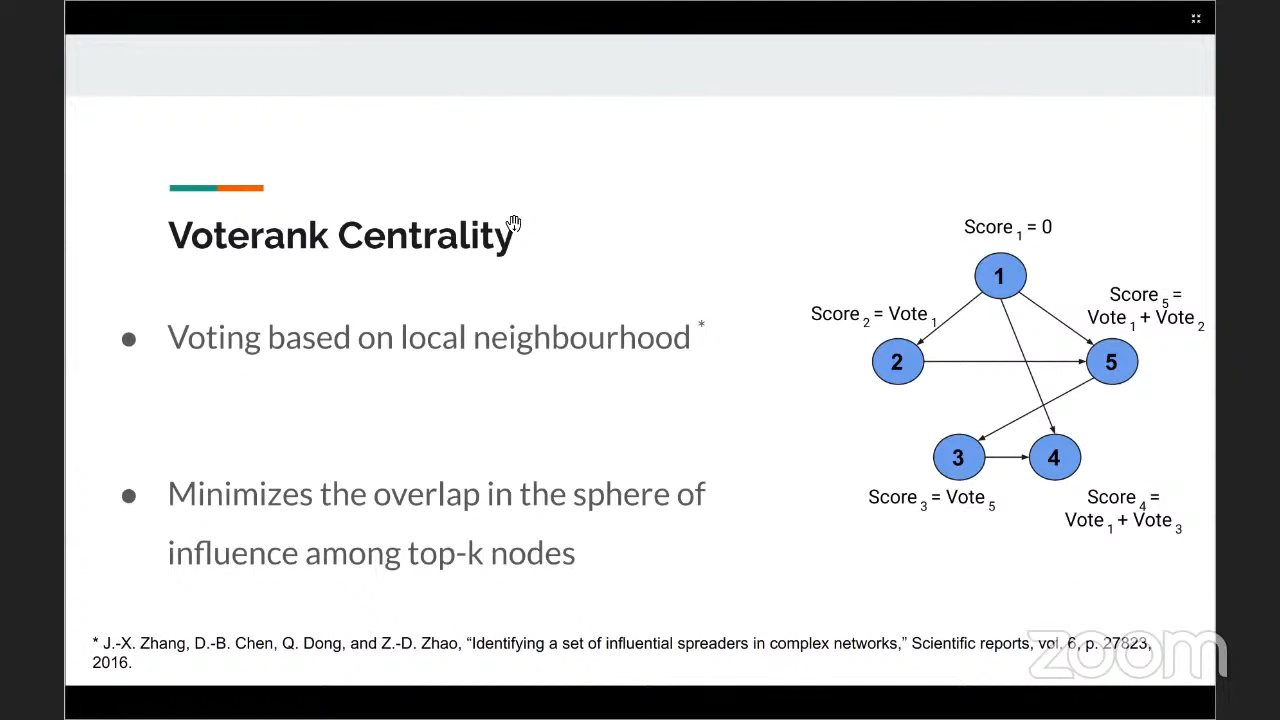 Voterank Centrality
● Voting based on local neighbourhood *
● Minimizes the overlap in the sphere of
influence among top-k nodes
Score 1 = 0
1
Score 2 = Vote 1
Score 5 =
Vote 1 + Vote 2
2
5
3
4
Score 3 = Vote 5
Score 4 =
Vote 1 + Vote 3
* J.-X. Zhang, D.-B. Chen, Q. Dong, and Z.-D. Zhao, “Identifying a set of influential spreaders in complex networks,” Scientific reports, vol. 6, p. 27823,
2016.
zoom